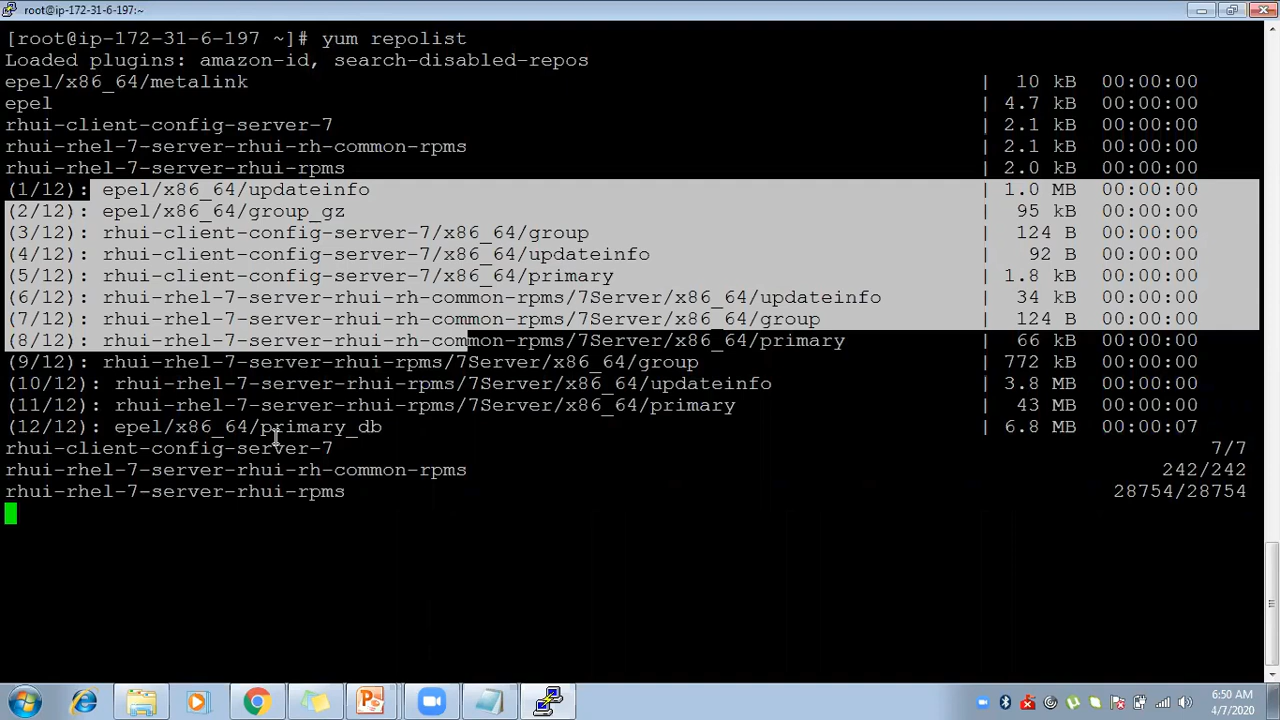 root@ip-172-31-6-197:~
[root@ip-172-31-6-197 ~]# yum repolist
Loaded plugins: amazon-id, search-disabled-repos
epel/x86_64/metalink | 10 kB 00:00:00
epel | 4.7 kB 00:00:00
rhui-client-config-server-7 | 2.1 kB 00:00:00
rhui-rhel-7-server-rhui-rh-common-rpms | 2.1 kB 00:00:00
rhui-rhel-7-server-rhui-rpms | 2.0 kB 00:00:00
(1/12): epel/x86_64/updateinfo | 1.0 MB 00:00:00
(2/12): epel/x86_64/group_gz | 95 kB 00:00:00
(3/12): rhui-client-config-server-7/x86_64/group | 124 B 00:00:00
(4/12): rhui-client-config-server-7/x86_64/updateinfo | 92 B 00:00:00
(5/12): rhui-client-config-server-7/x86_64/primary | 1.8 kB 00:00:00
(6/12): rhui-rhel-7-server-rhui-rh-common-rpms/7Server/x86_64/updateinfo | 34 kB 00:00:00
(7/12): rhui-rhel-7-server-rhui-rh-common-rpms/7Server/x86_64/group | 124 B 00:00:00
(8/12): rhui-rhel-7-server-rhui-rh-common-rpms/7Server/x86_64/primary | 66 kB 00:00:00
(9/12): rhui-rhel-7-server-rhui-rpms/7Server/x86_64/group | 772 kB 00:00:00
(10/12): rhui-rhel-7-server-rhui-rpms/7Server/x86_64/updateinfo | 3.8 MB 00:00:00
(11/12): rhui-rhel-7-server-rhui-rpms/7Server/x86_64/primary | 43 MB 00:00:00
(12/12): epel/x86_64/primary_db | 6.8 MB 00:00:07
rhui-client-config-server-7 7/7
rhui-rhel-7-server-rhui-rh-common-rpms 242/242
rhui-rhel-7-server-rhui-rpms 28754/28754
6:50 AM
4/7/2020